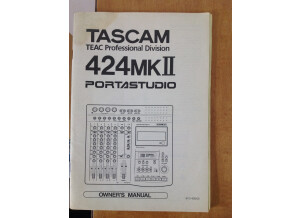 TASCAM
TEAC Professional Division
424MKII
PORTASTUDIO
OWNER'S MANUAL